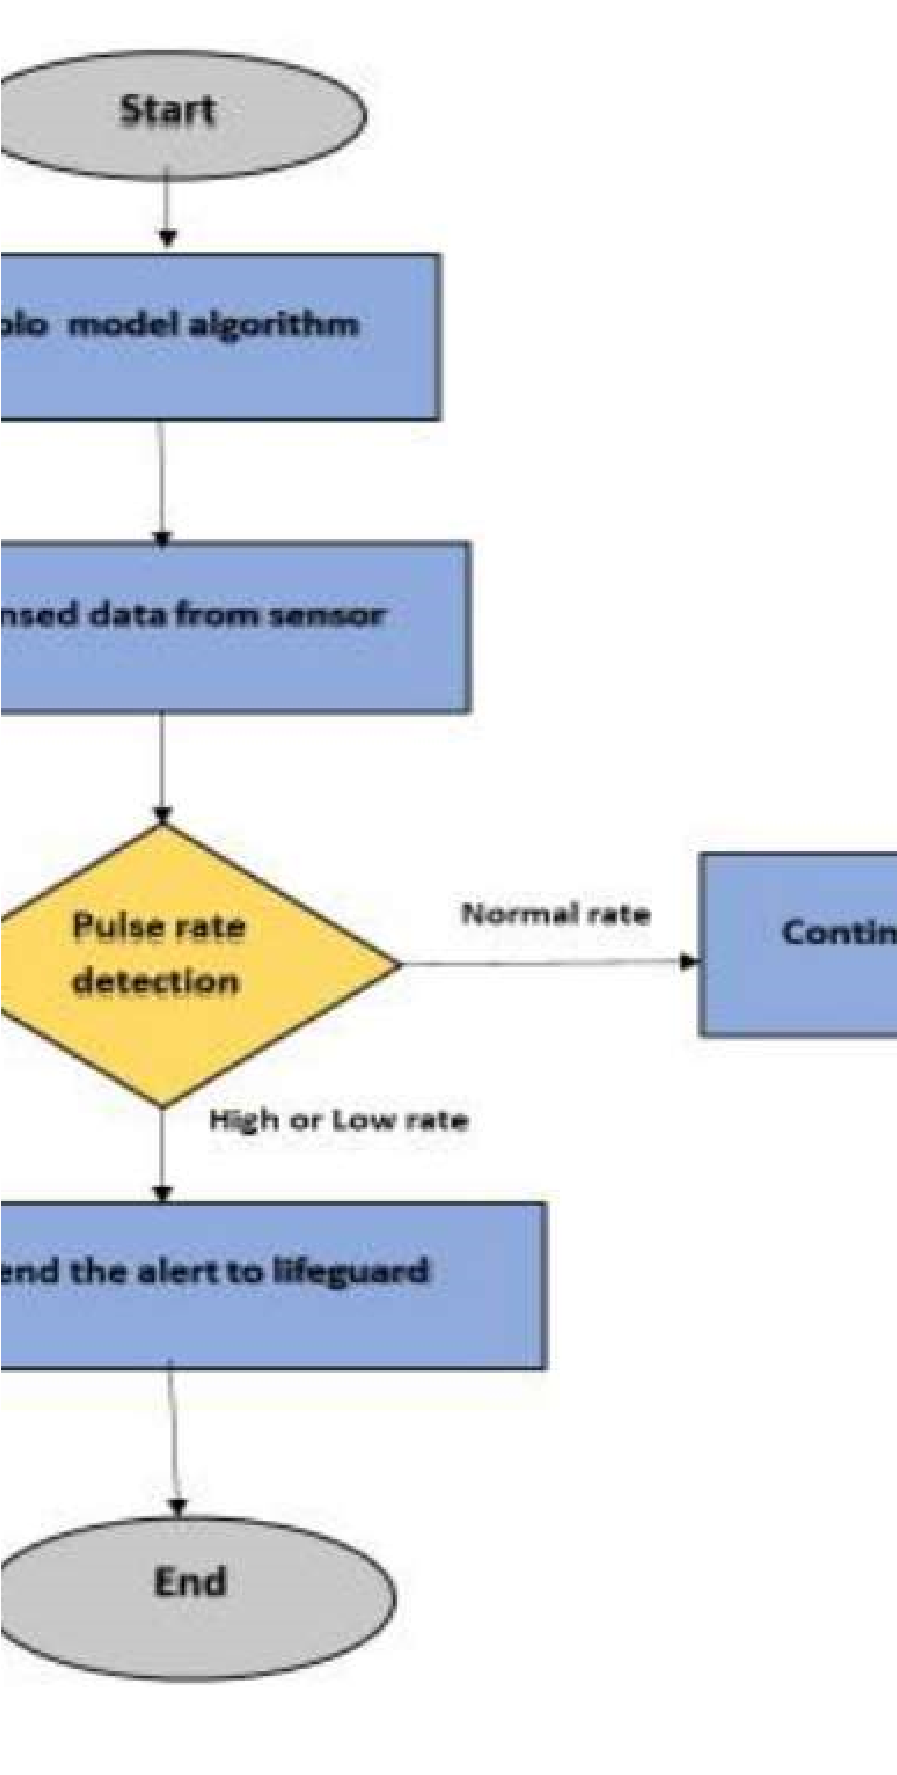 Start
model algorithm
data from sensor
Pulse rate
detection
Normal rate
High or Low rate
the alert to lifeguard
End